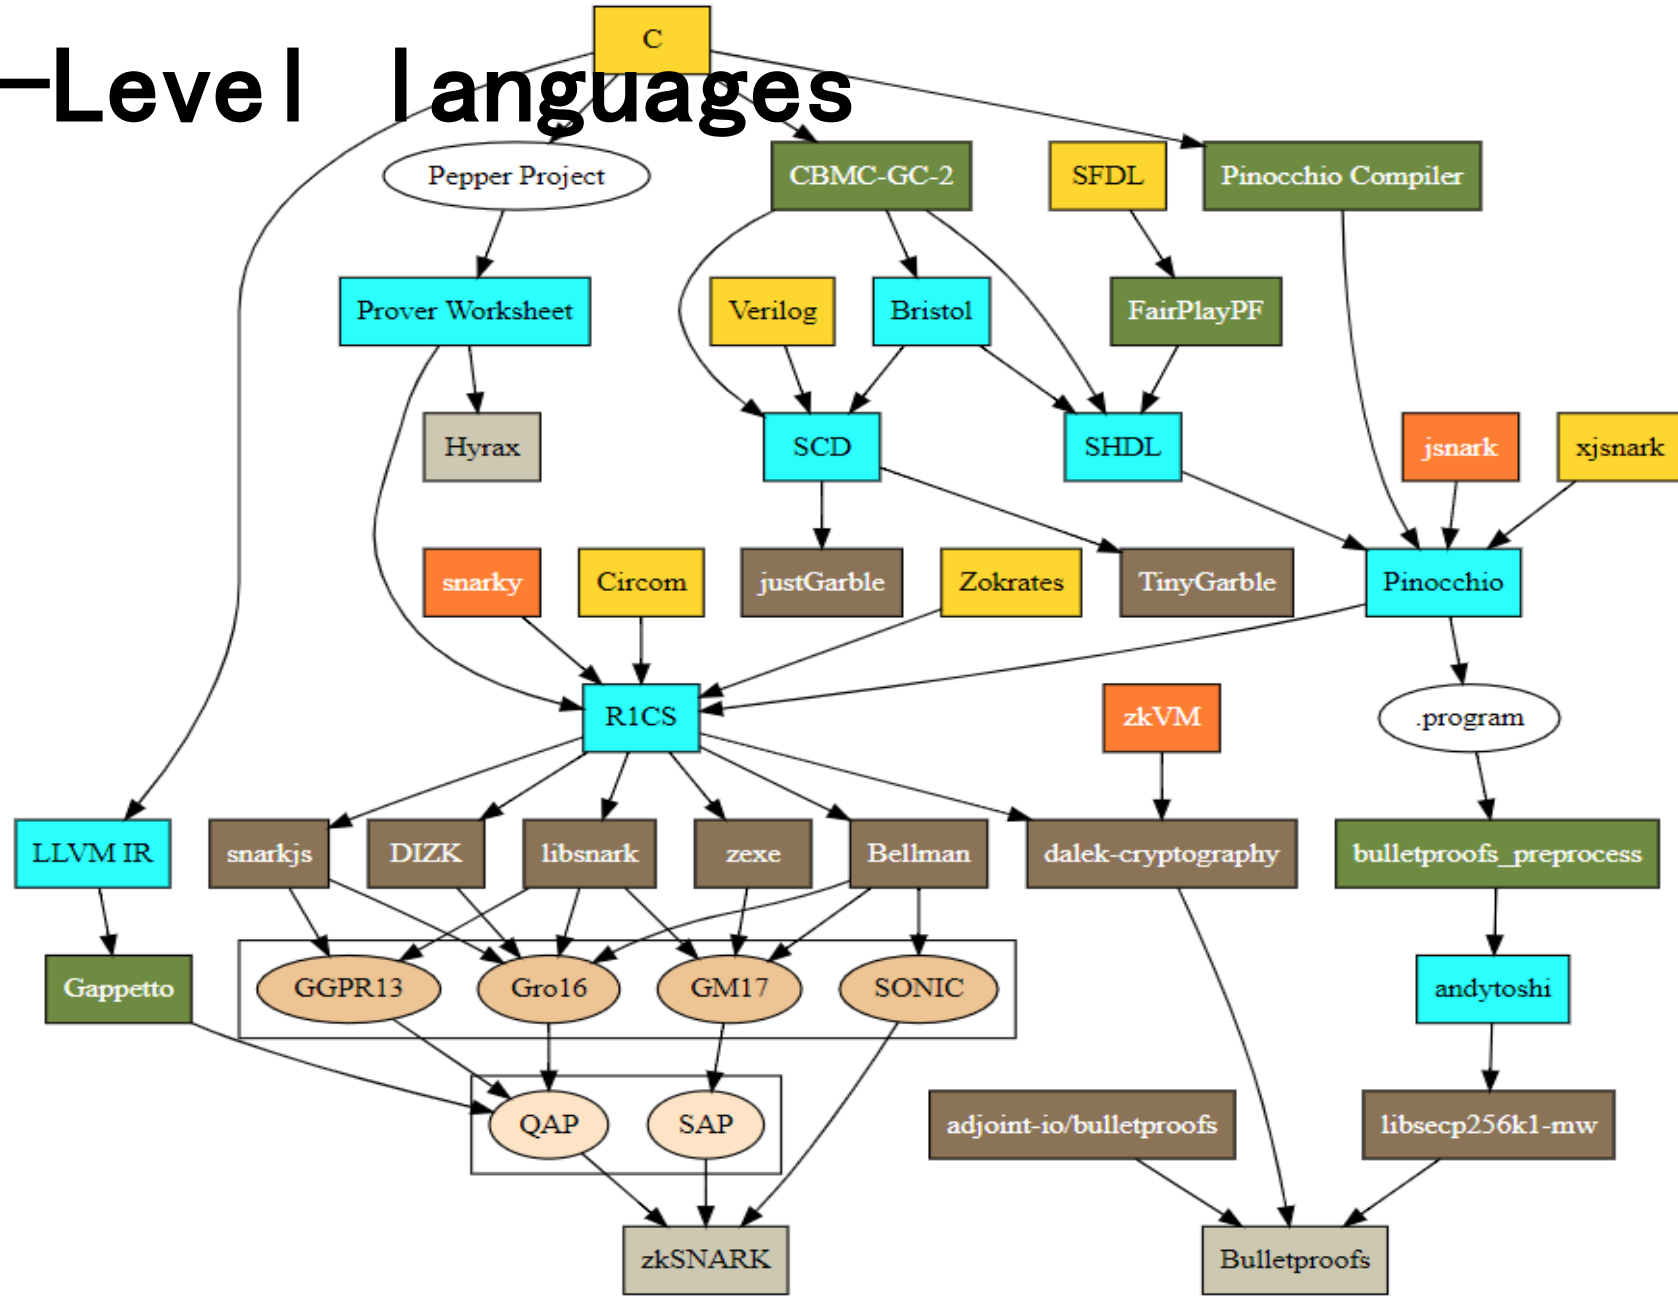 C
-Level languages
Pepper Project
CBMC-GC-2
SFDL
Pinocchio Compiler
Prover Worksheet
Verilog
Bristol
FairPlayPF
Hyrax
SCD
SHDL
jsnark
xjsnark
snarky
Circom
justGarble
Zokrates
TinyGarble
Pinocchio
R1CS
zkVM
.program
LLVM IR
snarkjs
DIZK
libsnark
zexe
Bellman
dalek-cryptography
bulletproofs_preprocess
Gappetto
GGPR13
Gro16
GM17
SONIC
andytoshi
QAP
SAP
adjoint-io/bulletproofs
libsecp256k1-mw
zkSNARK
Bulletproofs